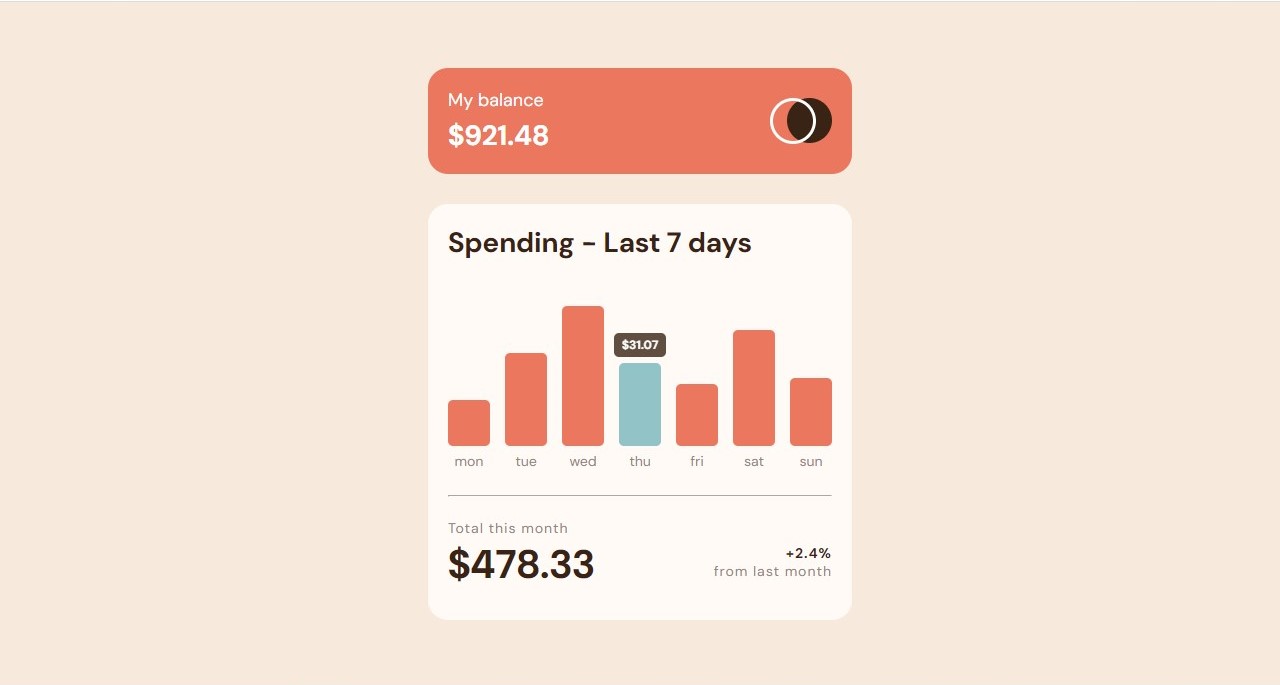 My balance
$921.48
Spending - Last 7 days
$31.07
mon tue wed thu fri sat sun
Total this month
$478.33
+2.4%
from last month